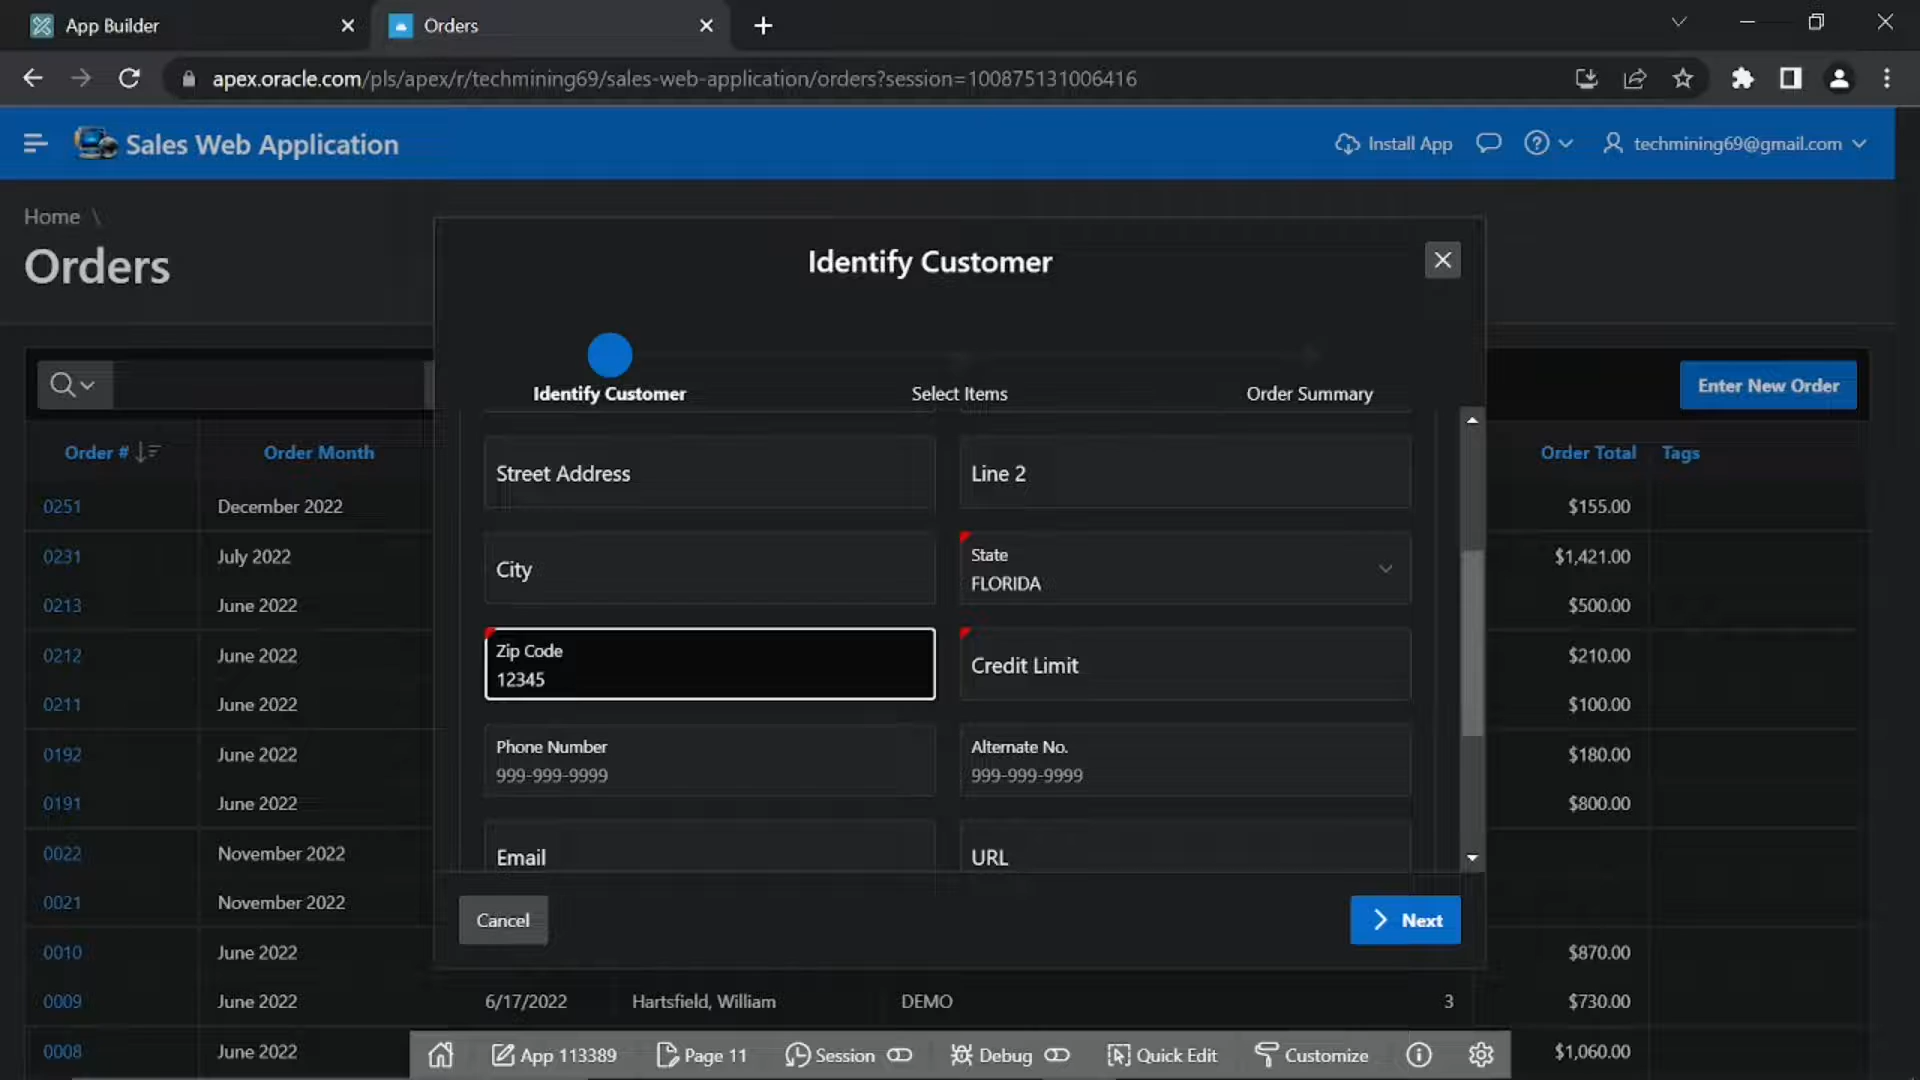 App Builder
Orders
apex.oracle.com/pls/apex/r/techmining69/sales-web-application/orders?session=100875131006416
Sales Web Application
Install App
techmining69@gmail.com
Home \
Orders
Identify Customer
Identify Customer
Select Items
Order Summary
Enter New Order
Order #
Order Month
Order Total
Tags
Street Address
Line 2
0251
December 2022
$155.00
0231
July 2022
$1,421.00
City
State
FLORIDA
0213
June 2022
$500.00
0212
June 2022
$210.00
Zip Code
12345
Credit Limit
0211
June 2022
$100.00
0192
June 2022
$180.00
Phone Number
999-999-9999
Alternate No.
999-999-9999
0191
June 2022
$800.00
0022
November 2022
Email
URL
0021
November 2022
Cancel
Next
0010
June 2022
$870.00
0009
June 2022
6/17/2022
Hartsfield, William
DEMO
3
$730.00
0008
June 2022
$1,060.00
App 113389
Page 11
Session
Debug
Quick Edit
Customize